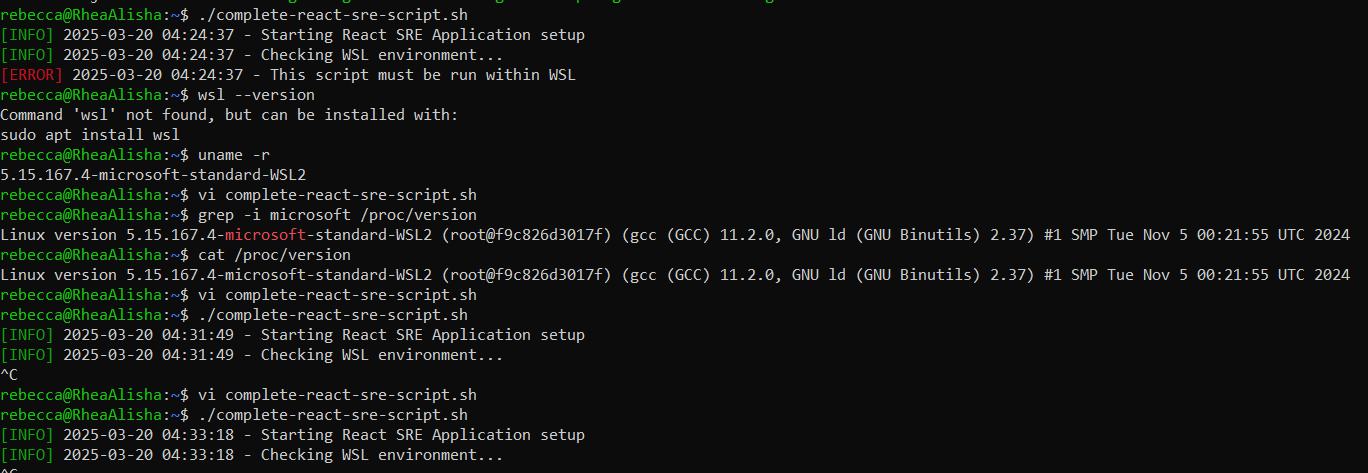 rebecca@RheaAlisha:~$ ./complete-react-sre-script.sh
[INFO] 2025-03-20 04:24:37 - Starting React SRE Application setup
[INFO] 2025-03-20 04:24:37 - Checking WSL environment...
[ERROR] 2025-03-20 04:24:37 - This script must be run within WSL
rebecca@RheaAlisha:~$ wsl --version
Command 'wsl' not found, but can be installed with:
sudo apt install wsl
rebecca@RheaAlisha:~$ uname -r
5.15.167.4-microsoft-standard-WSL2
rebecca@RheaAlisha:~$ vi complete-react-sre-script.sh
rebecca@RheaAlisha:~$ grep -i microsoft /proc/version
Linux version 5.15.167.4-microsoft-standard-WSL2 (root@f9c826d3017f) (gcc (GCC) 11.2.0, GNU ld (GNU Binutils) 2.37) #1 SMP Tue Nov 5 00:21:55 UTC 2024
rebecca@RheaAlisha:~$ cat /proc/version
Linux version 5.15.167.4-microsoft-standard-WSL2 (root@f9c826d3017f) (gcc (GCC) 11.2.0, GNU ld (GNU Binutils) 2.37) #1 SMP Tue Nov 5 00:21:55 UTC 2024
rebecca@RheaAlisha:~$ vi complete-react-sre-script.sh
rebecca@RheaAlisha:~$ ./complete-react-sre-script.sh
[INFO] 2025-03-20 04:31:49 - Starting React SRE Application setup
[INFO] 2025-03-20 04:31:49 - Checking WSL environment...
^C
rebecca@RheaAlisha:~$ vi complete-react-sre-script.sh
rebecca@RheaAlisha:~$ ./complete-react-sre-script.sh
[INFO] 2025-03-20 04:33:18 - Starting React SRE Application setup
[INFO] 2025-03-20 04:33:18 - Checking WSL environment...
^C